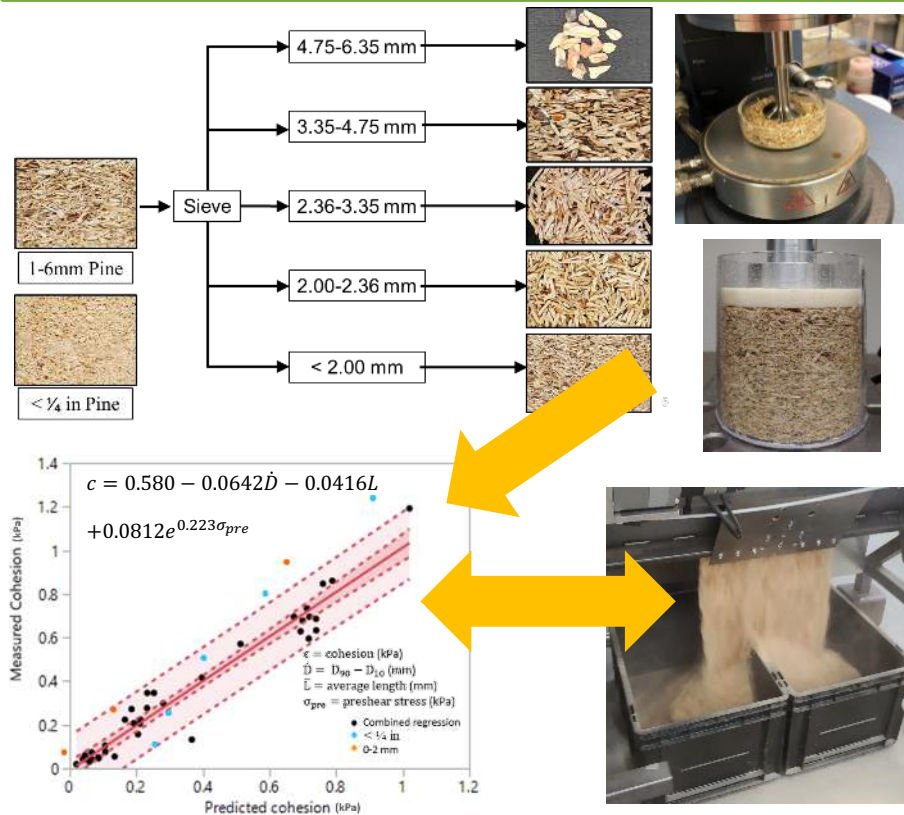 4.75-6.35 mm
3.35-4.75 mm
1-6mm Pine
Sieve
2.36-3.35 mm
< ¼ in Pine
2.00-2.36 mm
< 2.00 mm
5
c = 0.580 − 0.0642Ḋ − 0.0416L
+0.0812e^{0.223σ_{pre}}
Measured Cohesion (kPa)
1.4
1.2
1
0.8
0.6
0.4
0.2
0
c = cohesion (kPa)
Ḋ = D₉₀ − D₁₀ (mm)
L̄ = average length (mm)
σ_{pre} = preshear stress (kPa)
Combined regression
< ¼ in
0-2 mm
0 0.2 0.4 0.6 0.8 1 1.2
Predicted cohesion (kPa)